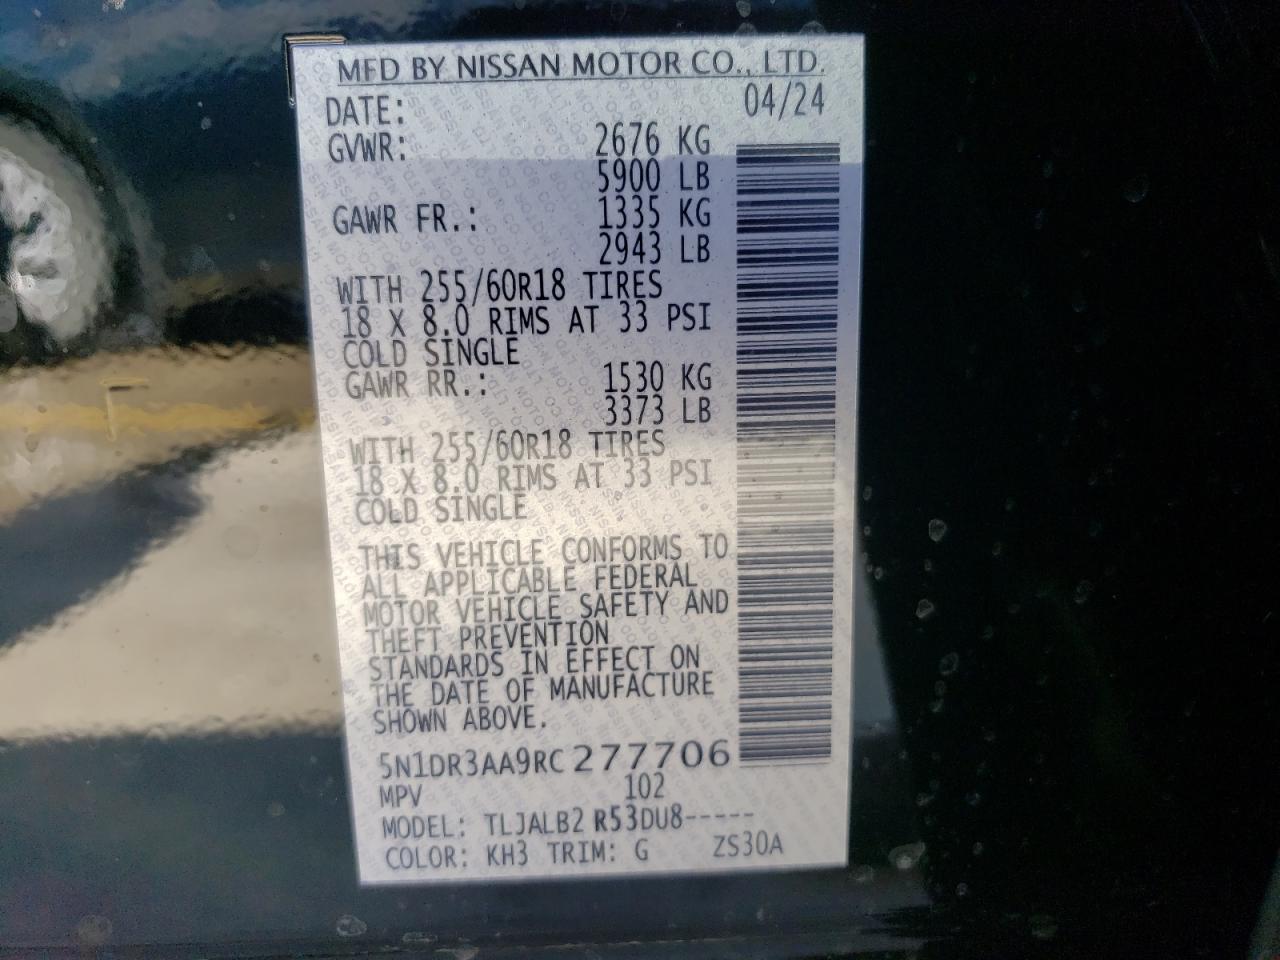 MFD BY NISSAN MOTOR CO., LTD.
DATE: 04/24
GVWR: 2676 KG
5900 LB
GAWR FR.: 1335 KG
2943 LB
WITH 255/60R18 TIRES
18 X 8.0 RIMS AT 33 PSI
COLD SINGLE
GAWR RR.: 1530 KG
3373 LB
WITH 255/60R18 TIRES
18 X 8.0 RIMS AT 33 PSI
COLD SINGLE
THIS VEHICLE CONFORMS TO
ALL APPLICABLE FEDERAL
MOTOR VEHICLE SAFETY AND
THEFT PREVENTION
STANDARDS IN EFFECT ON
THE DATE OF MANUFACTURE
SHOWN ABOVE.
5N1DR3AA9RC277706
MPV 102
MODEL: TLJALB2 R53DU8-----
COLOR: KH3 TRIM: G ZS30A